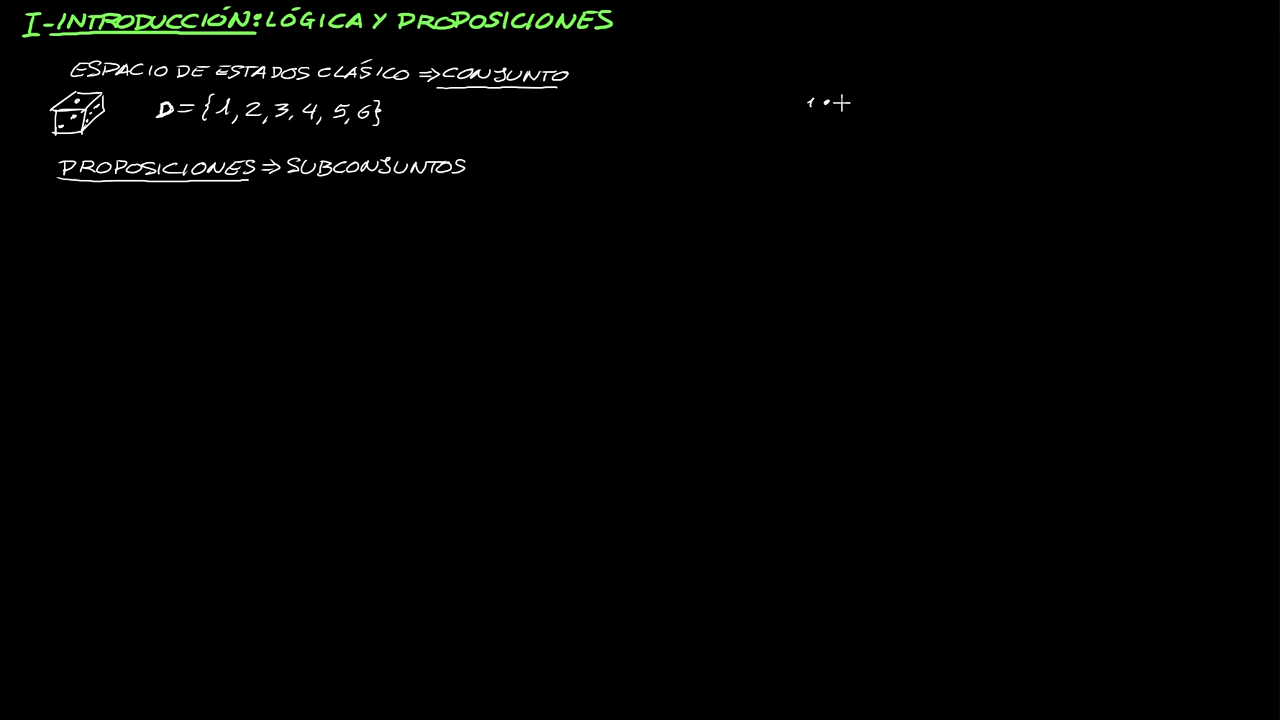 I-INTRODUCCIÓN: LÓGICA Y PROPOSICIONES
ESPACIO DE ESTADOS CLÁSICO ⇒ CONJUNTO
D = {1, 2, 3, 4, 5, 6}
PROPOSICIONES ⇒ SUBCONJUNTOS